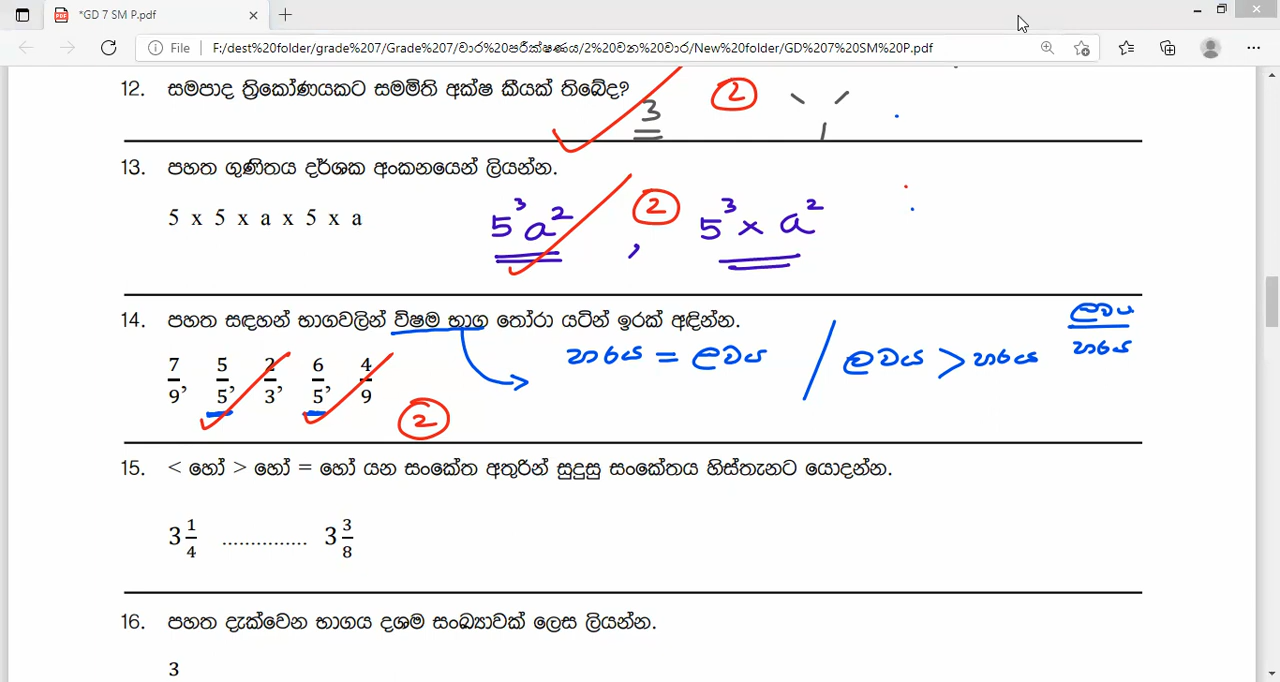 *GD 7 SM P.pdf
File F:/dest%20folder/grade%207/Grade%207/වාර%20පරීක්ෂණය/2%20වන%20වාර/New%20folder/GD%207%20SM%20P.pdf
12. සමපාද ත්‍රිකෝණයකට සමමිති අක්ෂ කීයක් තිබේද?
3 2
13. පහත ගුණිතය දර්ශක අංකනයෙන් ලියන්න.
5 x 5 x a x 5 x a 5³a² , 2 5³ × a²
14. පහත සඳහන් භාගවලින් විෂම භාග තෝරා යටින් ඉරක් අඳින්න.
7/9, 5/5, 2/3, 6/5, 4/9 2
හරය = ලවය / ලවය > හරය
ලවය
හරය
15. < හෝ > හෝ = හෝ යන සංකේත අතුරින් සුදුසු සංකේතය හිස්තැනට යොදන්න.
3 1/4 ............... 3 3/8
16. පහත දැක්වෙන භාගය දශම සංඛ්‍යාවක් ලෙස ලියන්න.
3